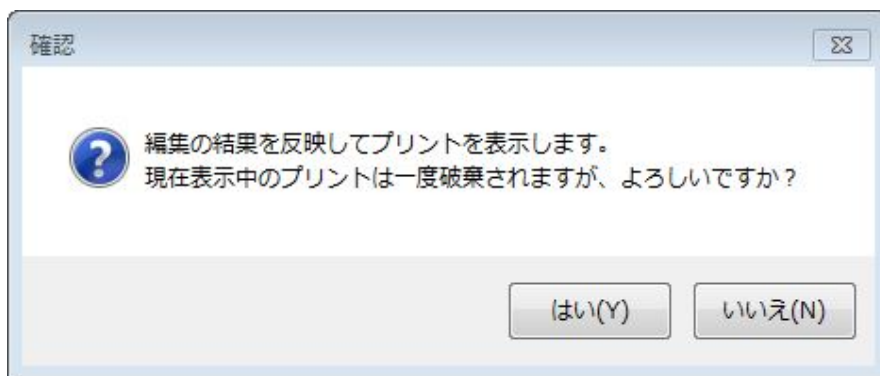 確認
編集の結果を反映してプリントを表示します。
現在表示中のプリントは一度破棄されますが、よろしいですか？
はい(Y)
いいえ(N)